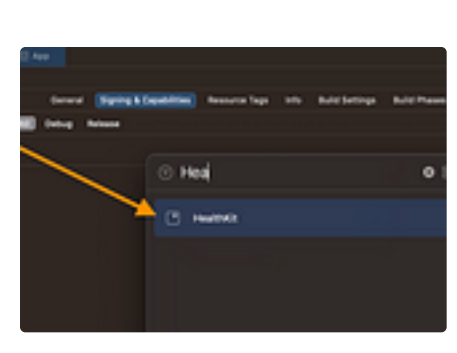 App
General Signing & Capabilities Resource Tags Info Build Settings Build Phases
Debug Release
Hea
HealthKit